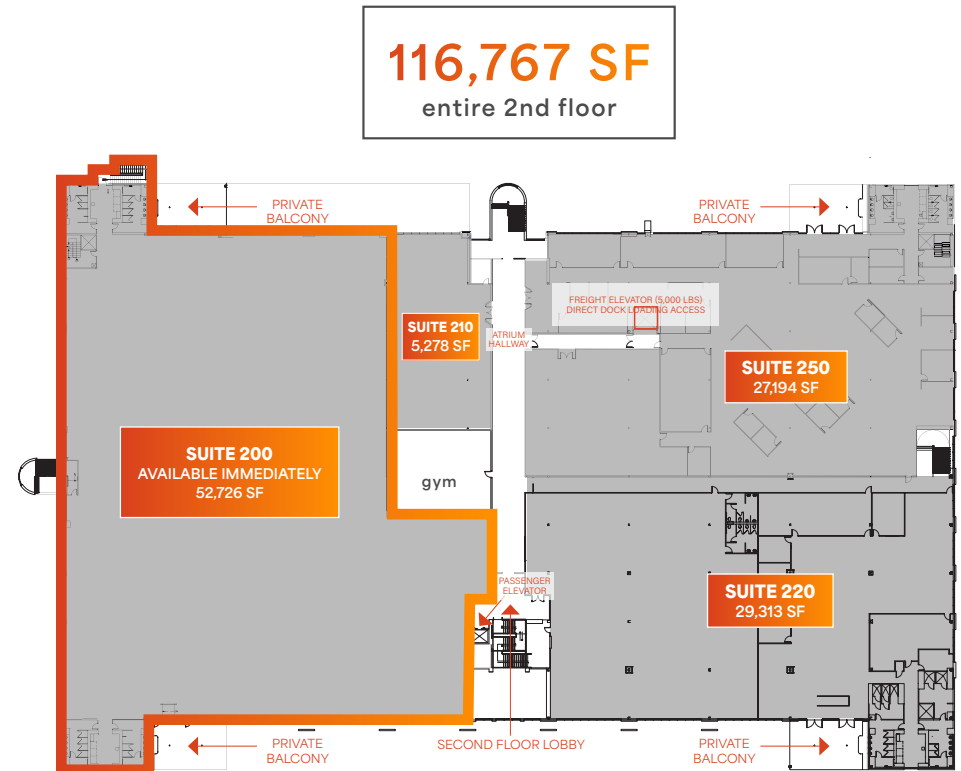 116,767 SF
entire 2nd floor
PRIVATE
BALCONY
PRIVATE
BALCONY
FREIGHT ELEVATOR (5,000 LBS)
DIRECT DOCK LOADING ACCESS
SUITE 210
5,278 SF
ATRIUM
HALLWAY
SUITE 250
27,194 SF
SUITE 200
AVAILABLE IMMEDIATELY
52,726 SF
gym
PASSENGER
ELEVATOR
SUITE 220
29,313 SF
PRIVATE
BALCONY
SECOND FLOOR LOBBY
PRIVATE
BALCONY